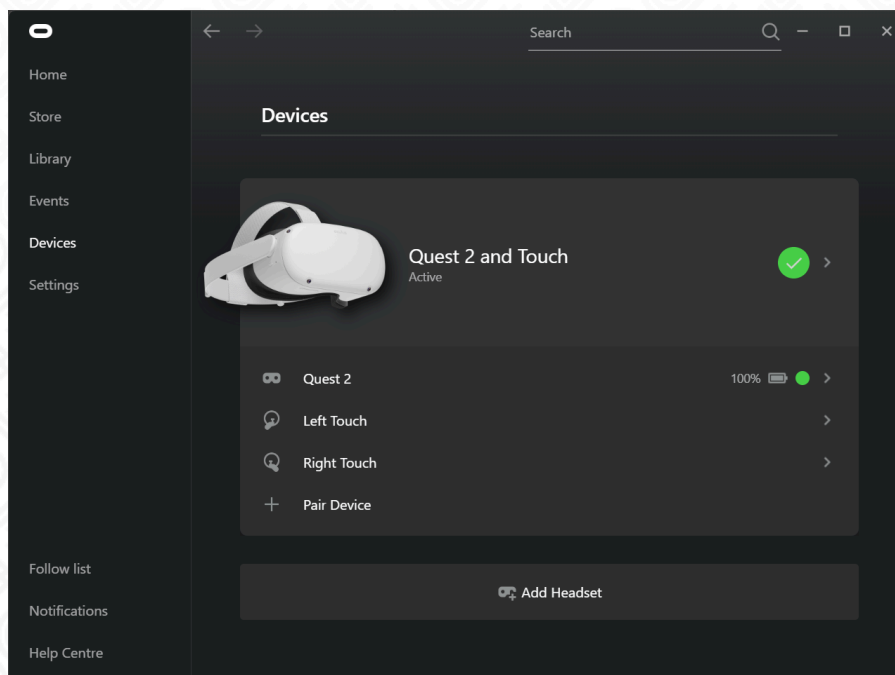 Search
Home
Store
Library
Events
Devices
Settings
Follow list
Notifications
Help Centre
Devices
Quest 2 and Touch
Active
Quest 2
100%
Left Touch
Right Touch
Pair Device
Add Headset